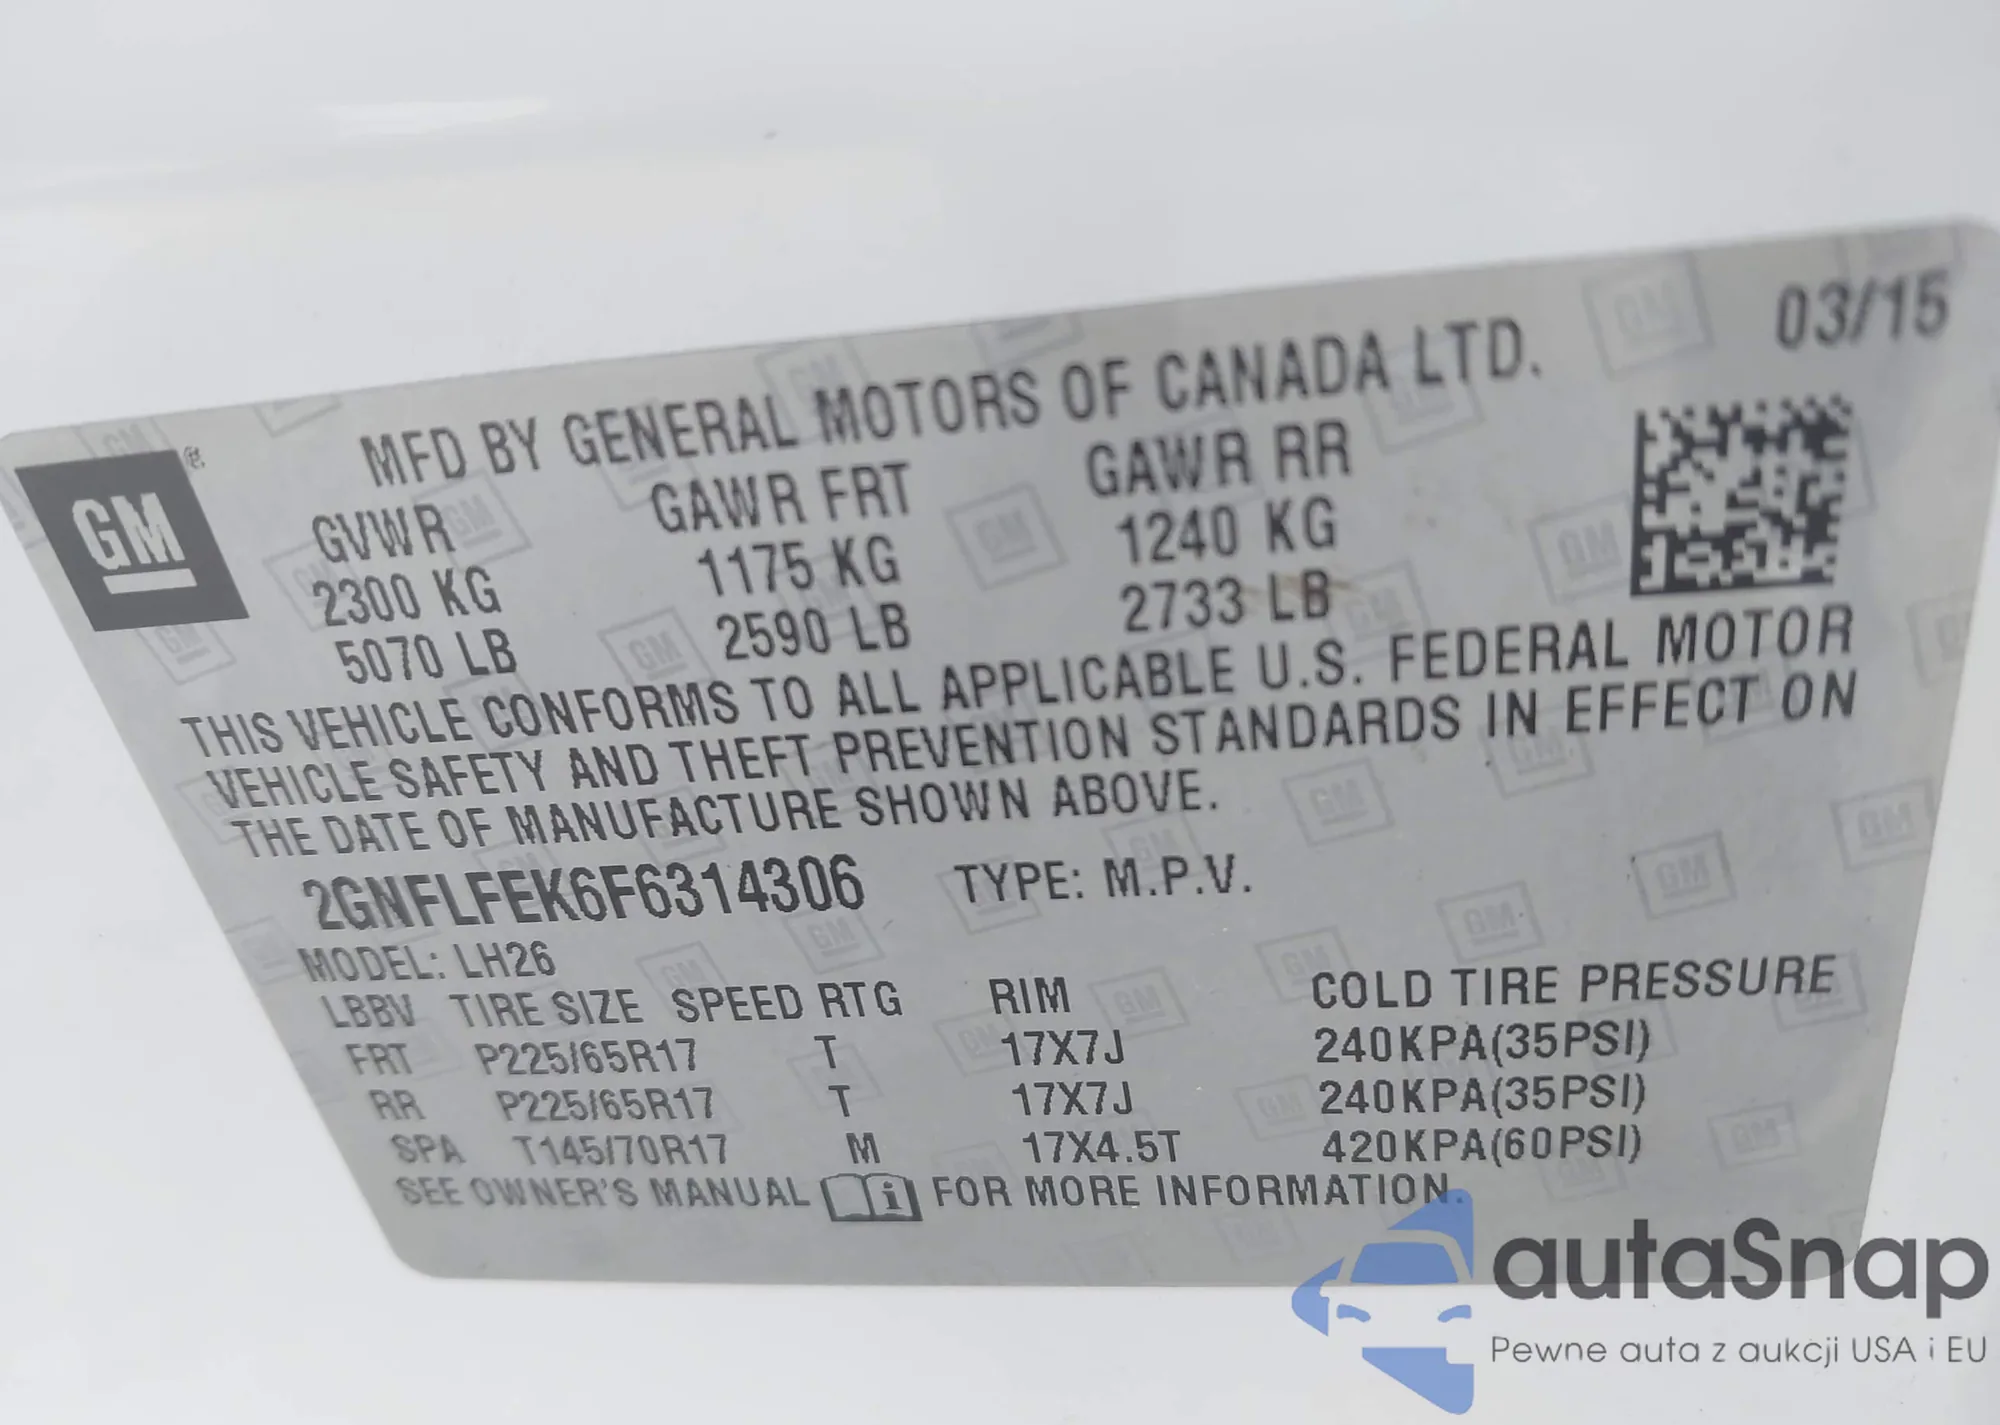 03/15
MFD BY GENERAL MOTORS OF CANADA LTD.
GM®
GVWR GAWR FRT GAWR RR
2300 KG 1175 KG 1240 KG
5070 LB 2590 LB 2733 LB
THIS VEHICLE CONFORMS TO ALL APPLICABLE U.S. FEDERAL MOTOR
VEHICLE SAFETY AND THEFT PREVENTION STANDARDS IN EFFECT ON
THE DATE OF MANUFACTURE SHOWN ABOVE.
2GNFLFEK6F6314306 TYPE: M.P.V.
MODEL: LH26
LBBV TIRE SIZE SPEED RTG RIM COLD TIRE PRESSURE
FRT P225/65R17 T 17X7J 240KPA(35PSI)
RR P225/65R17 T 17X7J 240KPA(35PSI)
SPA T145/70R17 M 17X4.5T 420KPA(60PSI)
SEE OWNER'S MANUAL i FOR MORE INFORMATION.
autaSnap
Pewne auta z aukcji USA i EU